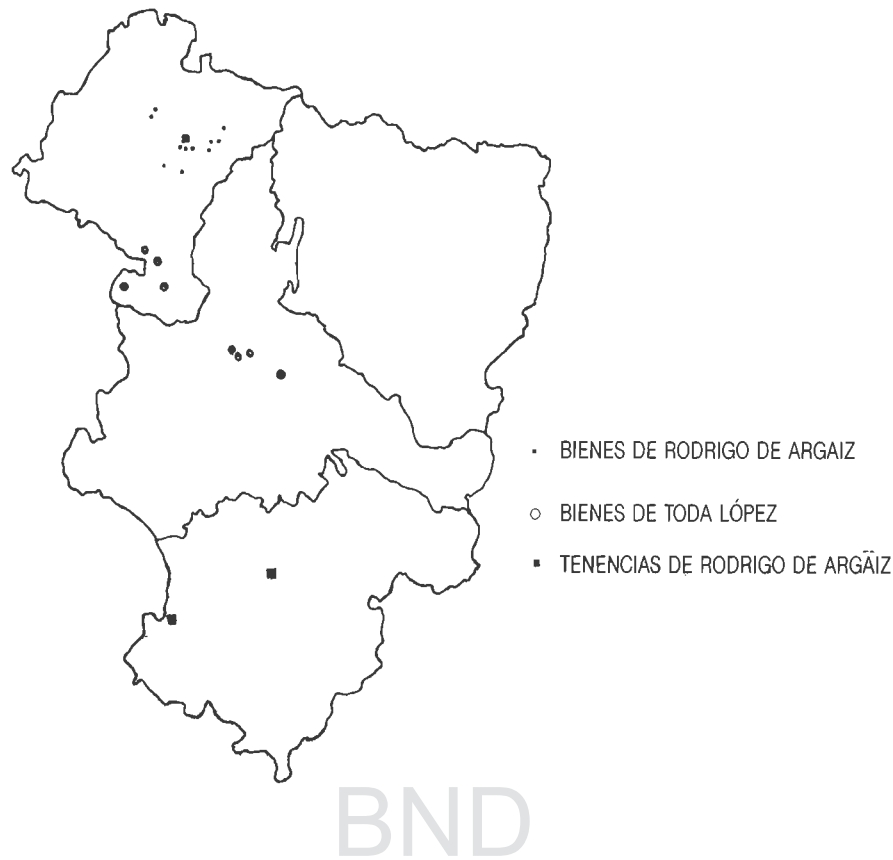 BIENES DE RODRIGO DE ARGAIZ
BIENES DE TODA LÓPEZ
TENENCIAS DE RODRIGO DE ARGÄIZ
BND